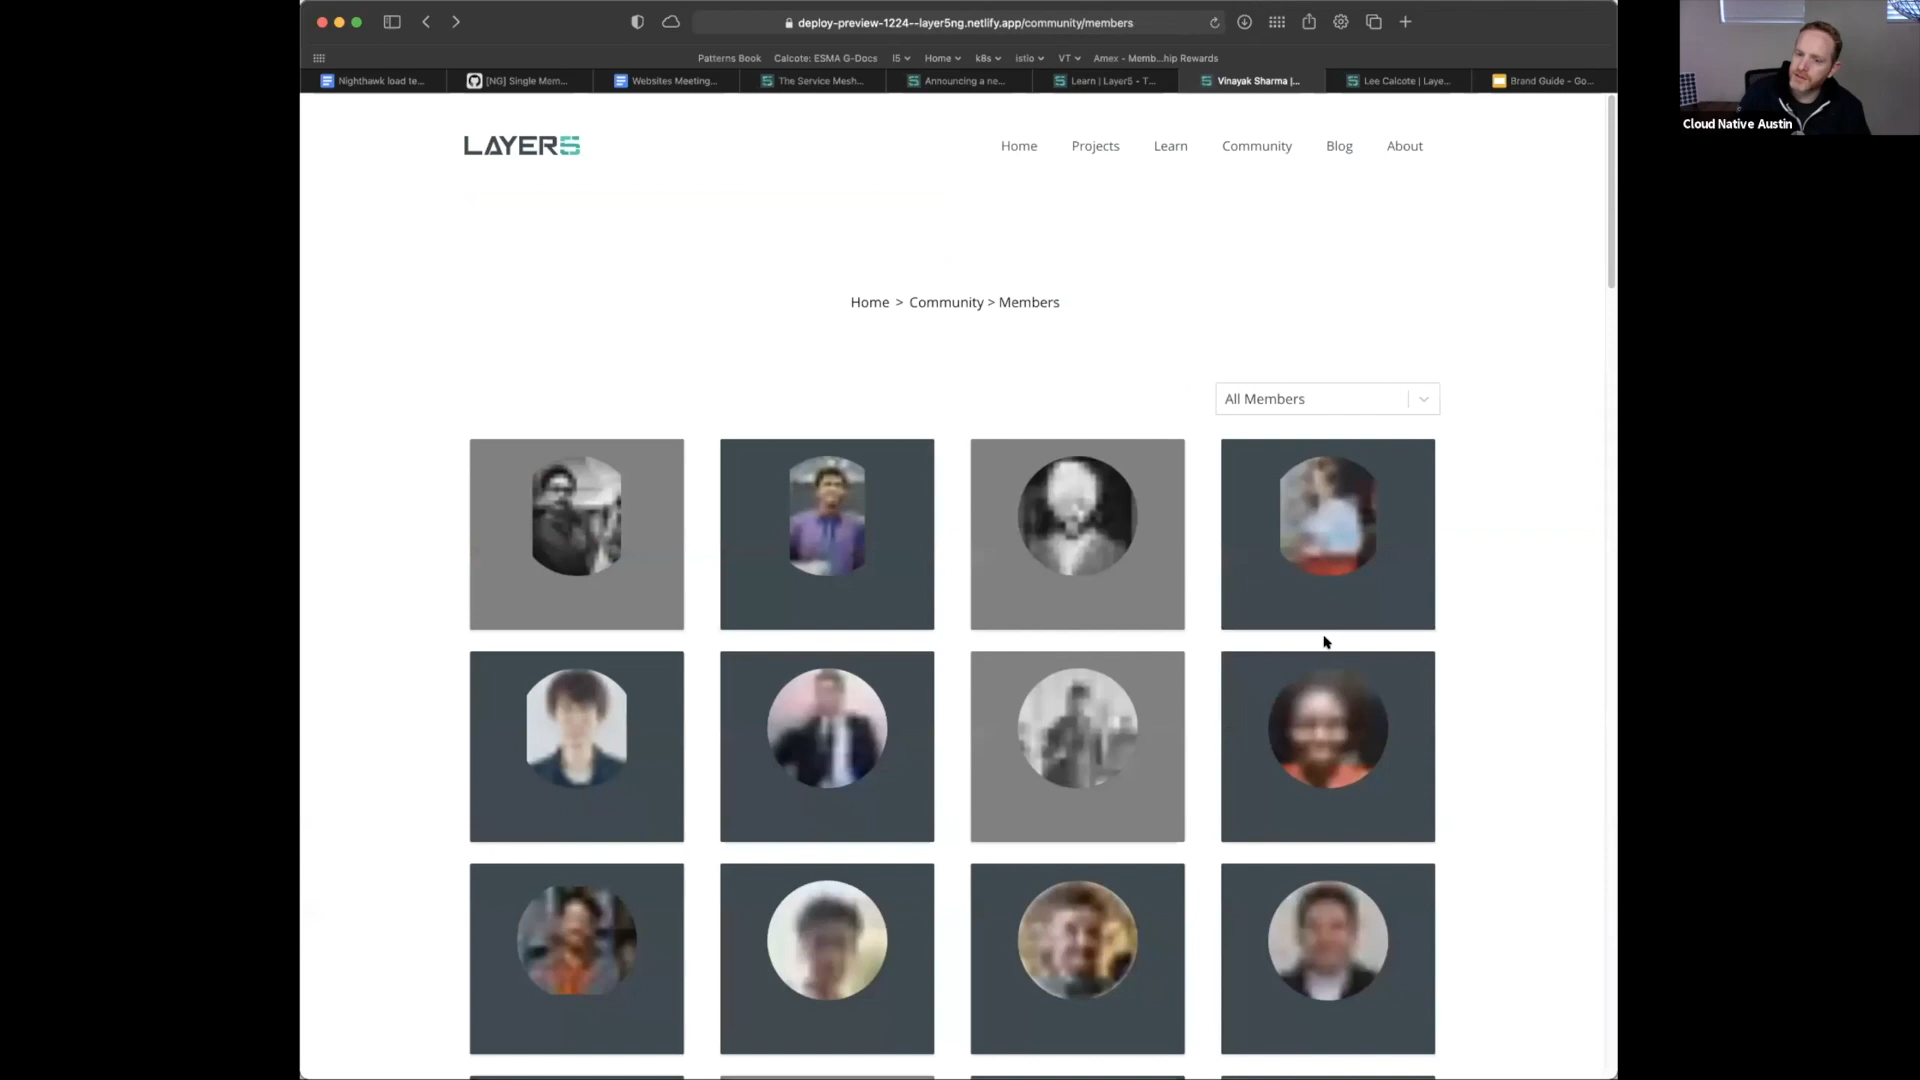 deploy-preview-1224--layer5ng.netlify.app/community/members
Patterns Book Calcote: ESMA G-Docs I5 Home k8s istio VT Amex - Memb...hip Rewards
Nighthawk load te... [NG] Single Mem... Websites Meeting... The Service Mesh... Announcing a ne... Learn | Layer5 - T... Vinayak Sharma |... Lee Calcote | Laye... Brand Guide - Go...
Cloud Native Austin
LAYER5
Home Projects Learn Community Blog About
Home > Community > Members
All Members